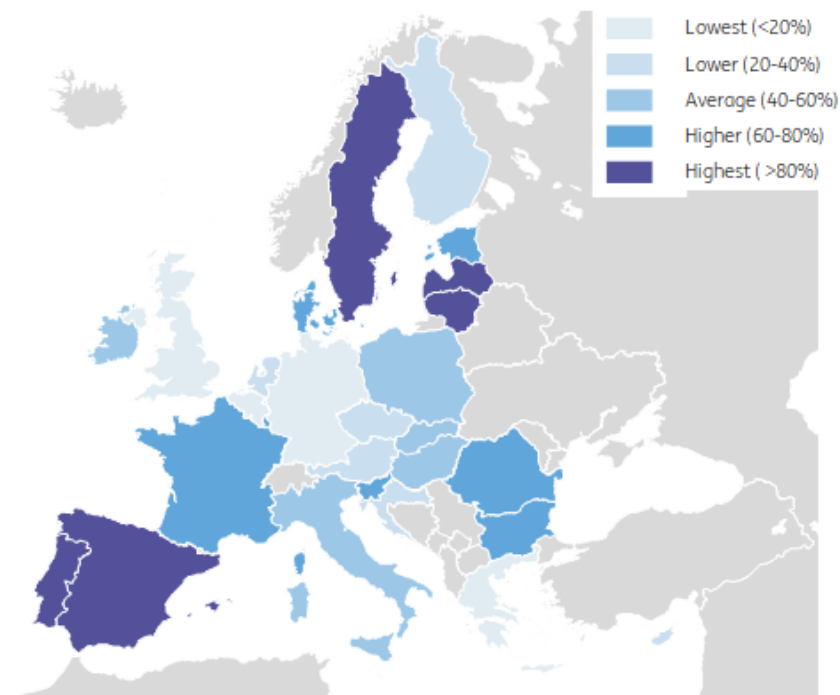 Lowest (<20%)
Lower (20-40%)
Average (40-60%)
Higher (60-80%)
Highest ( >80%)